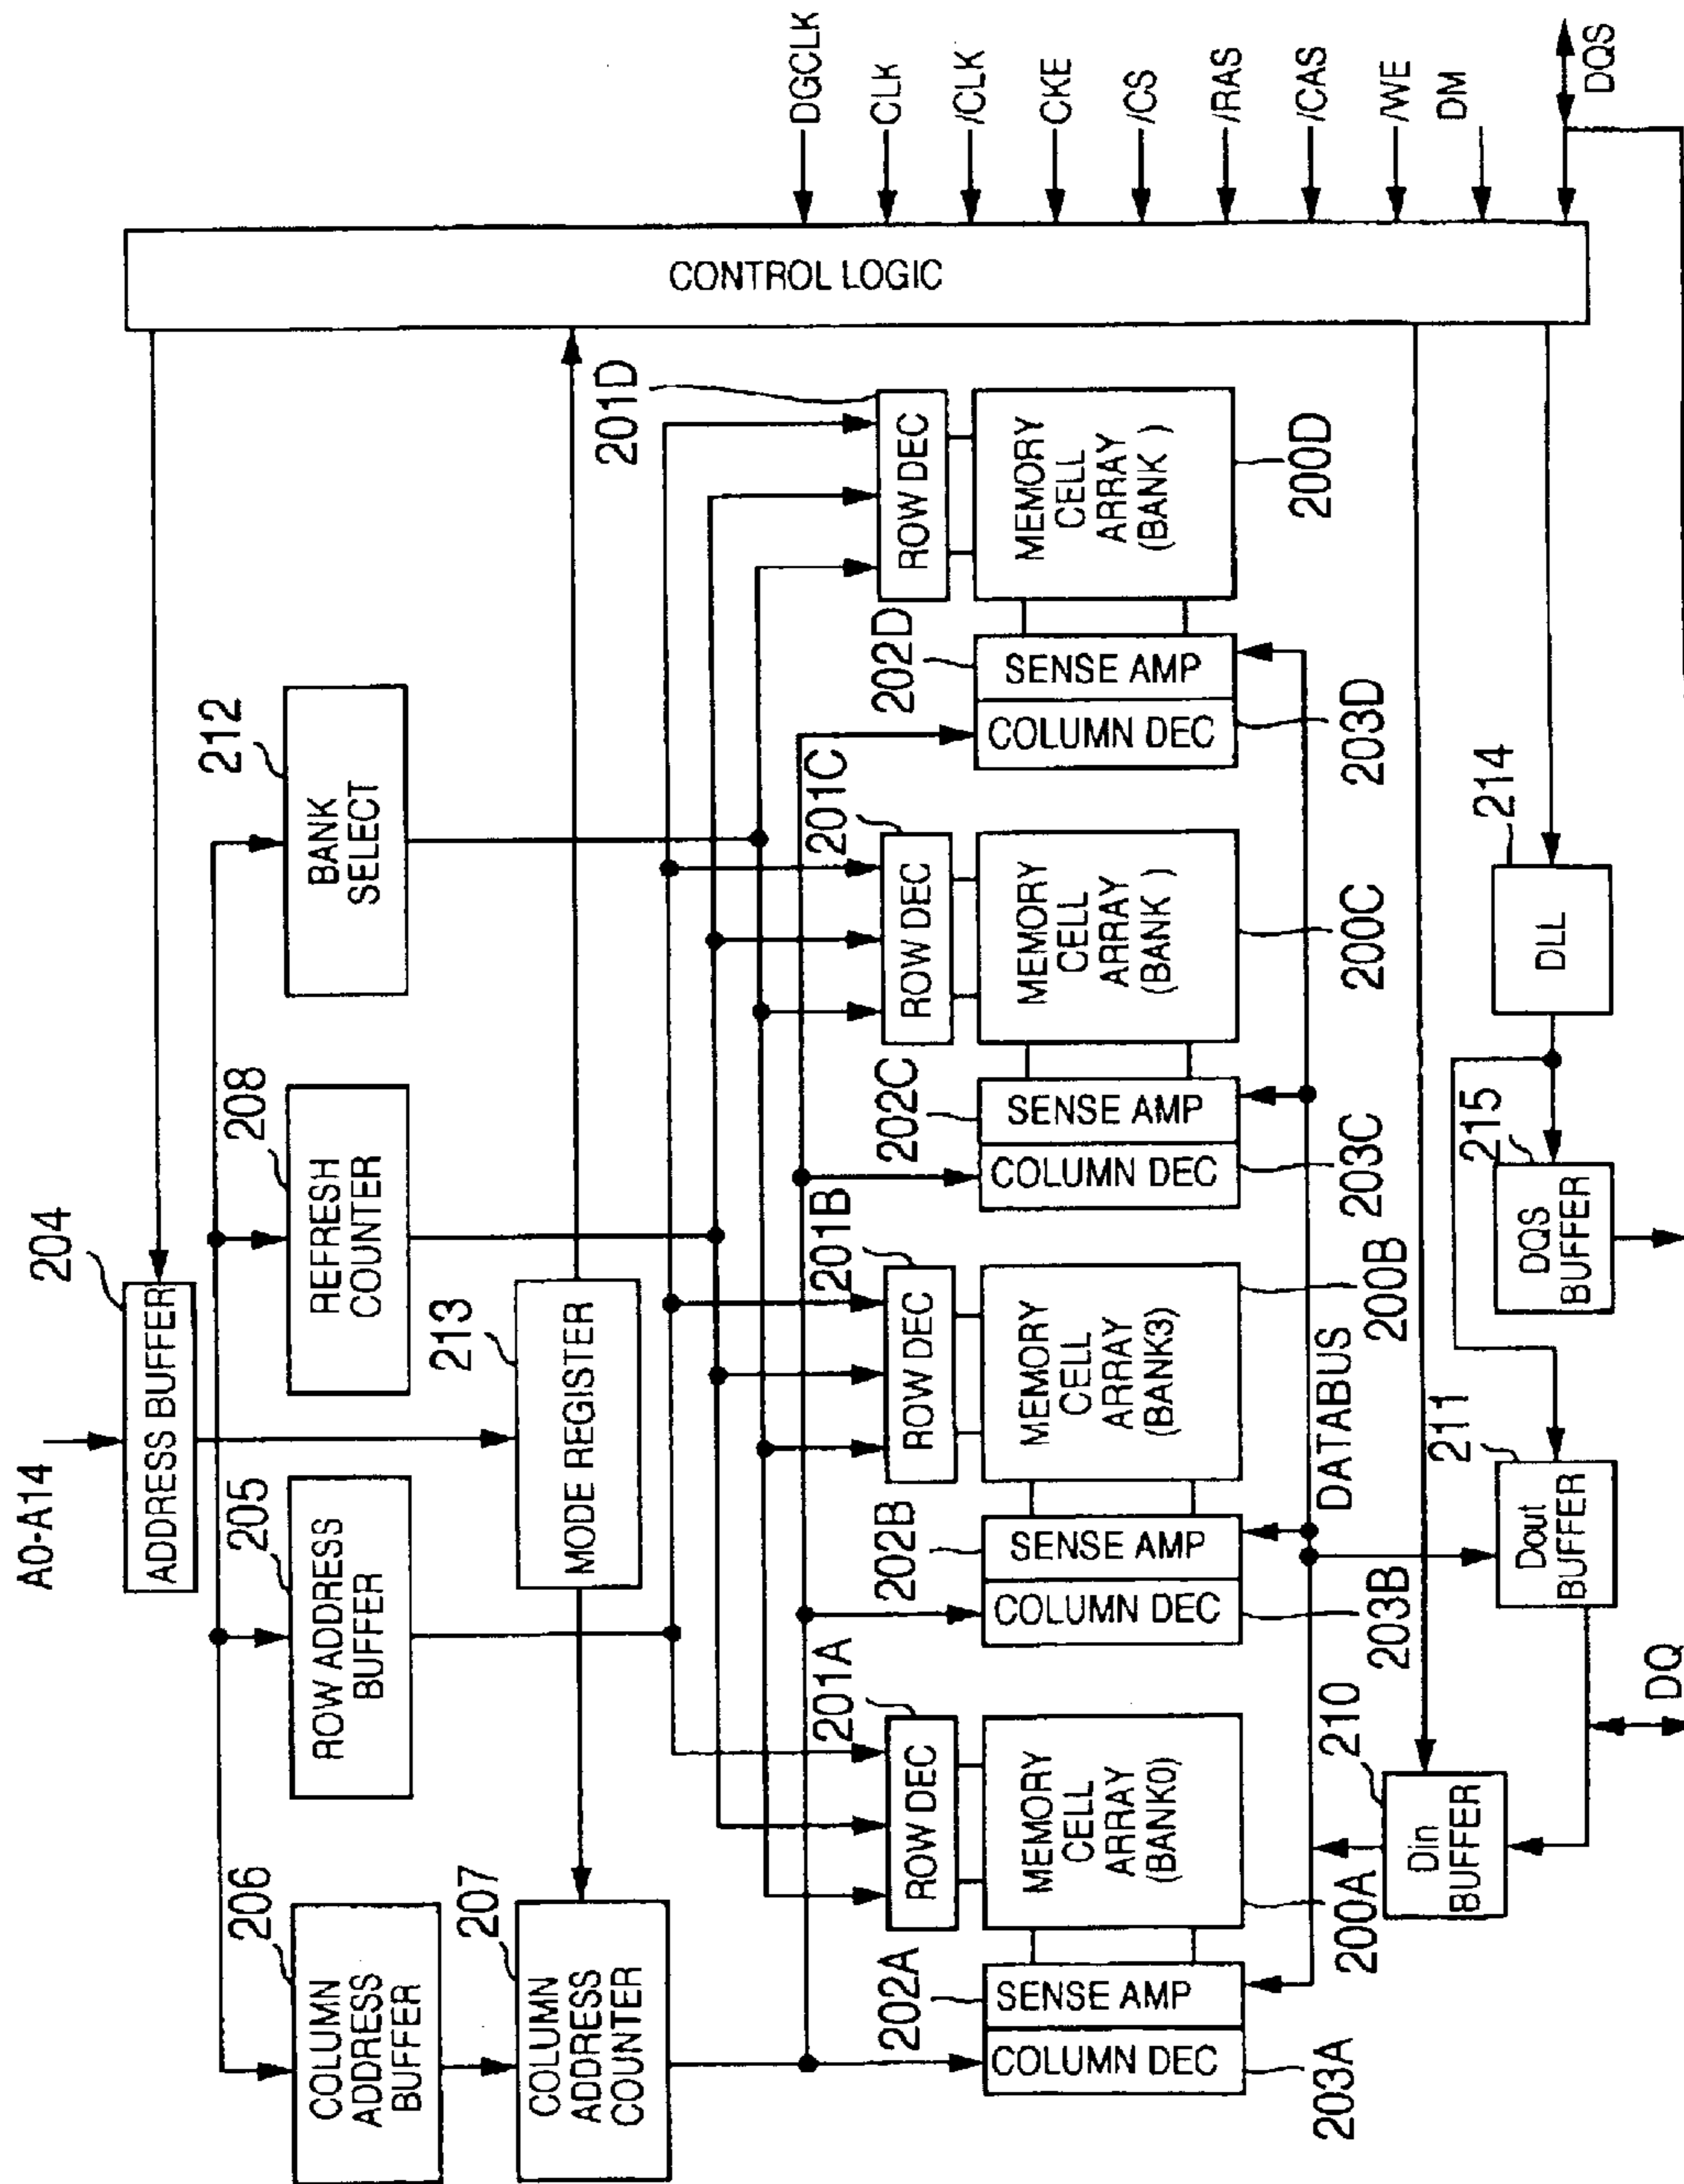 A0-A14
204
ADDRESS BUFFER
206
COLUMN
ADDRESS
BUFFER
205
ROW ADDRESS
BUFFER
208
REFRESH
COUNTER
212
BANK
SELECT
207
COLUMN
ADDRESS
COUNTER
213
MODE REGISTER
201A
ROW DEC
201B
ROW DEC
201C
ROW DEC
201D
ROW DEC
202A
SENSE AMP
COLUMN DEC
203A
MEMORY
CELL
ARRAY
(BANK0)
200A
202B
SENSE AMP
COLUMN DEC
203B
MEMORY
CELL
ARRAY
(BANK3)
200B
202C
SENSE AMP
COLUMN DEC
203C
MEMORY
CELL
ARRAY
(BANK )
200C
202D
SENSE AMP
COLUMN DEC
203D
MEMORY
CELL
ARRAY
(BANK )
200D
DATABUS
210
Din
BUFFER
211
Dout
BUFFER
215
DQS
BUFFER
214
DLL
DQ
CONTROL LOGIC
DGCLK
CLK
/CLK
CKE
/CS
/RAS
/CAS
/WE
DM
DQS